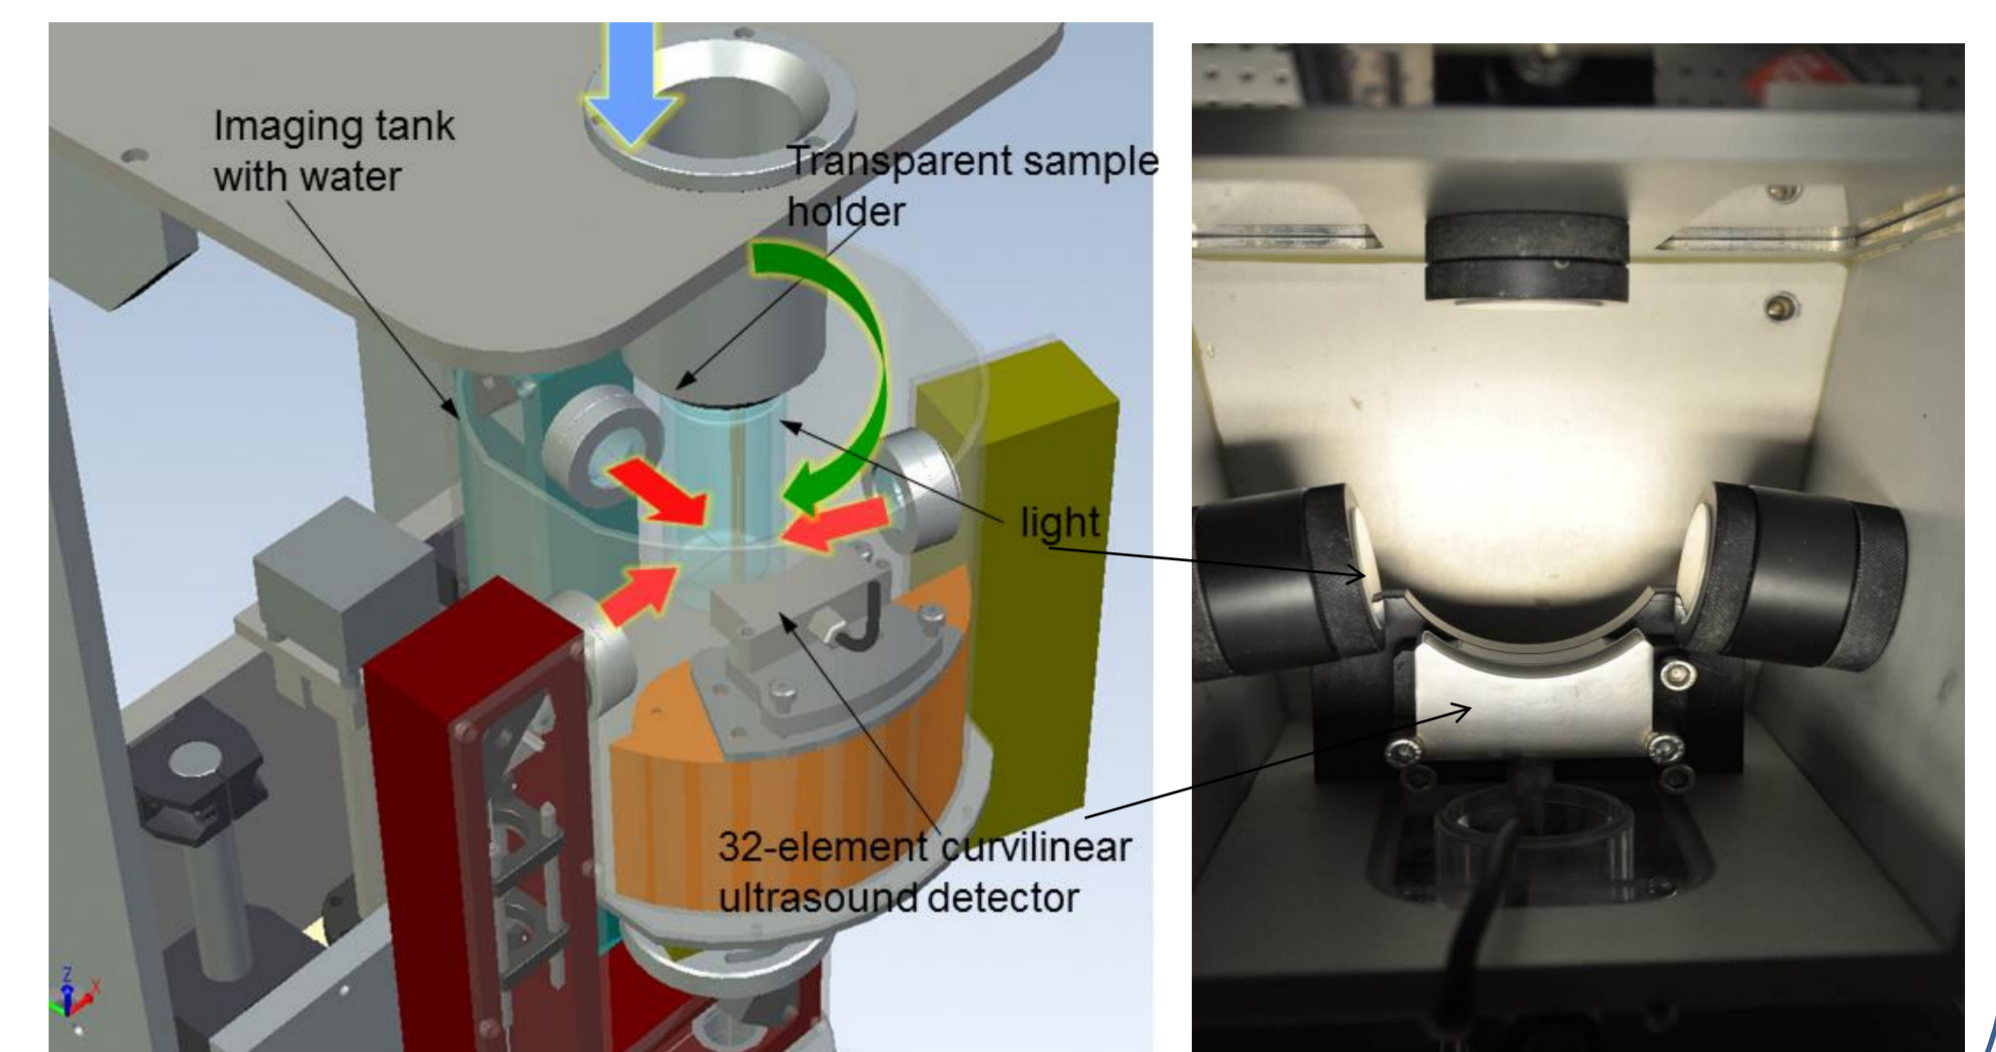 Imaging tank
with water
Transparent sample
holder
light
32-element curvilinear
ultrasound detector
Z
X